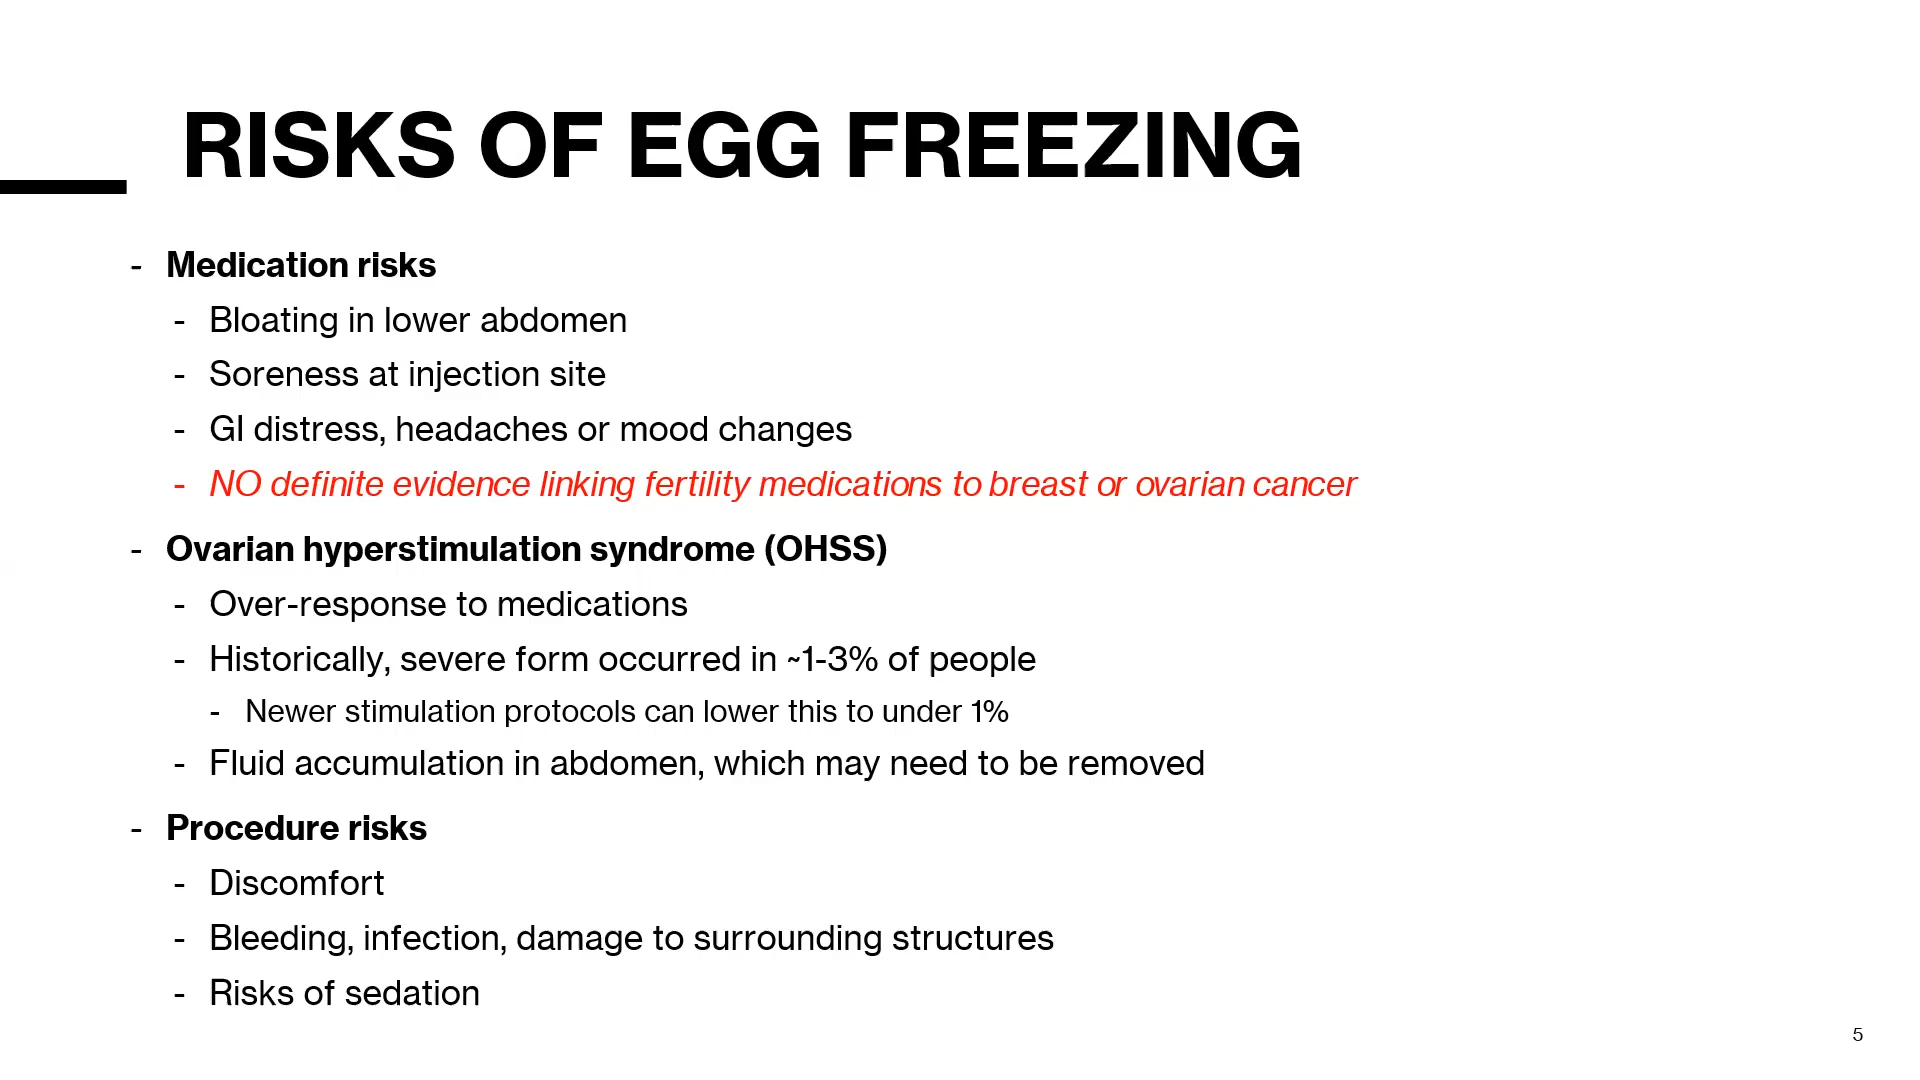 RISKS OF EGG FREEZING
- Medication risks
- Bloating in lower abdomen
- Soreness at injection site
- GI distress, headaches or mood changes
- NO definite evidence linking fertility medications to breast or ovarian cancer
- Ovarian hyperstimulation syndrome (OHSS)
- Over-response to medications
- Historically, severe form occurred in ~1-3% of people
- Newer stimulation protocols can lower this to under 1%
- Fluid accumulation in abdomen, which may need to be removed
- Procedure risks
- Discomfort
- Bleeding, infection, damage to surrounding structures
- Risks of sedation
5